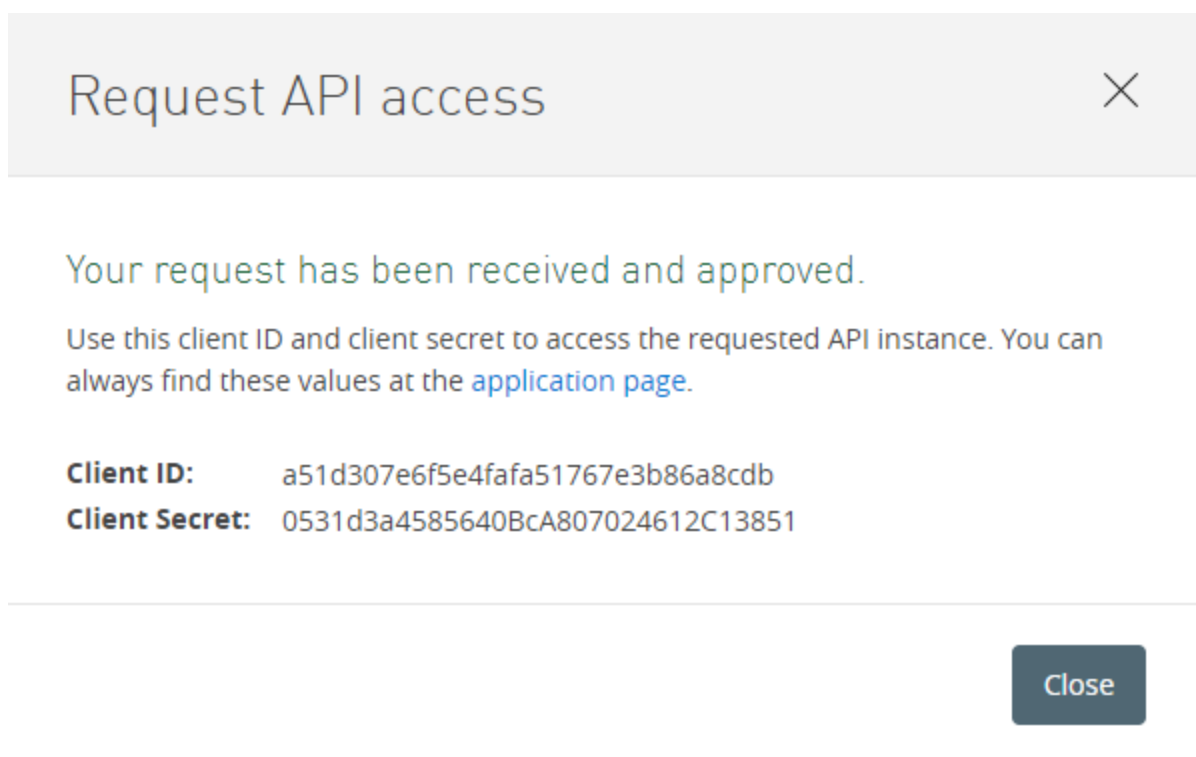 Request API access
Your request has been received and approved.
Use this client ID and client secret to access the requested API instance. You can
always find these values at the application page.
Client ID: a51d307e6f5e4fafa51767e3b86a8cdb
Client Secret: 0531d3a4585640BcA807024612C13851
Close